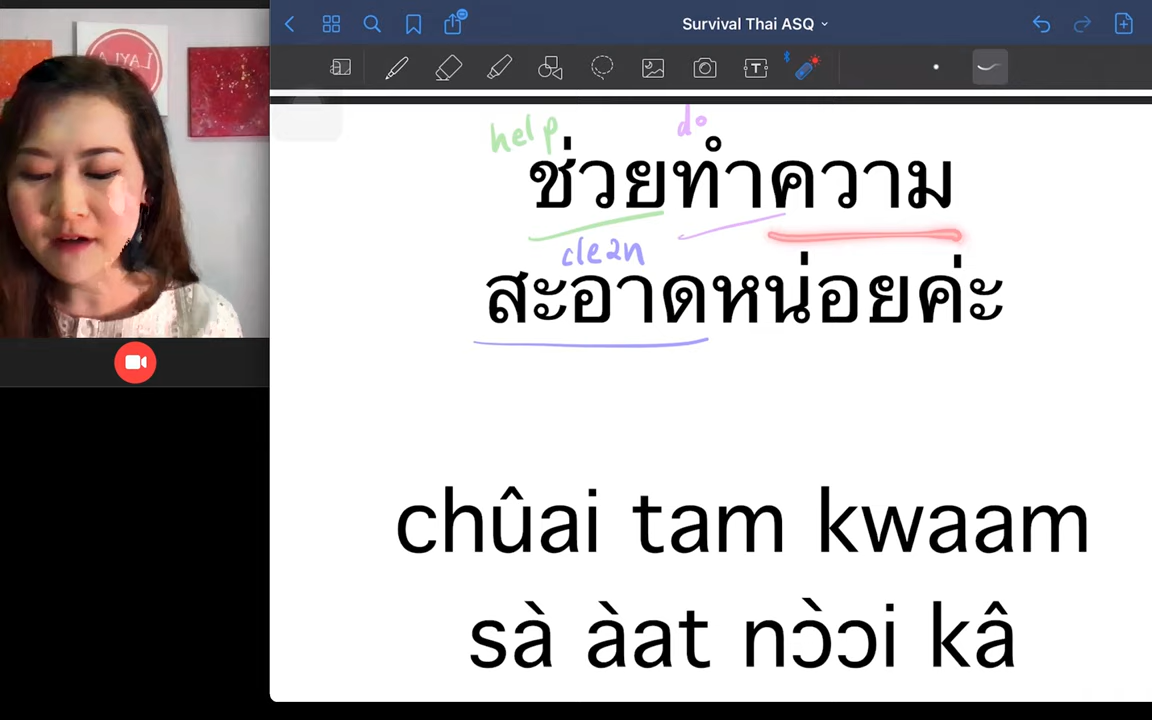 Survival Thai ASQ
help do
ช่วยทำความ
clean
สะอาดหน่อยค่ะ
chûai tam kwaam
sà àat nɔ̀ɔi kâ